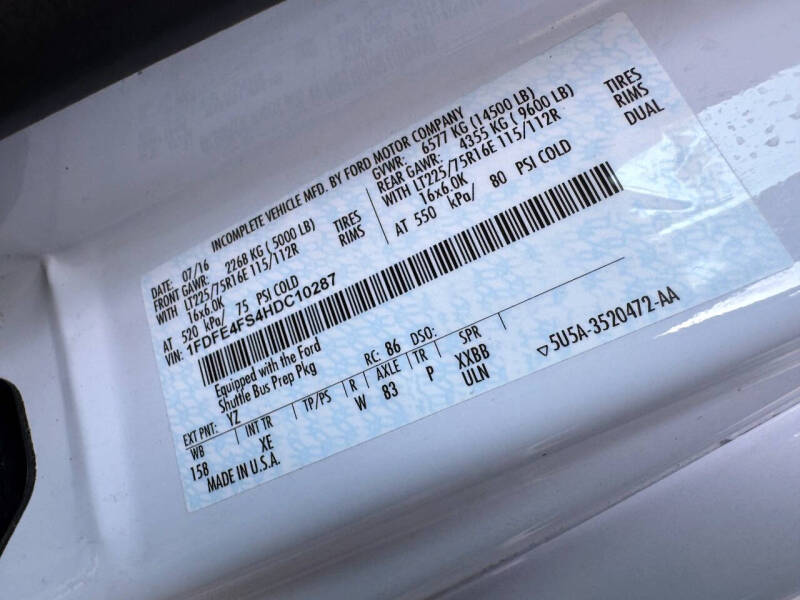 DATE: 07/16 INCOMPLETE VEHICLE MFD. BY FORD MOTOR COMPANY
FRONT GAWR: 2268 KG (5000 LB)
WITH LT225/75R16E 115/112R TIRES
16x6.0K RIMS
AT 520 kPa/ 75 PSI COLD
GVWR: 6577 KG (14500 LB)
REAR GAWR: 4355 KG (9600 LB)
WITH LT225/75R16E 115/112R TIRES
16x6.0K RIMS
AT 550 kPa/ 80 PSI COLD DUAL
VIN: 1FDFE4FS4HDC10287
Equipped with the Ford
Shuttle Bus Prep Pkg
EXT PNT: YZ RC: 86 DSO:
WB INT TR TP/PS R AXLE TR SPR
158 XE W 83 P XXBB
ULN
MADE IN U.S.A.
▽5U5A-3520472-AA